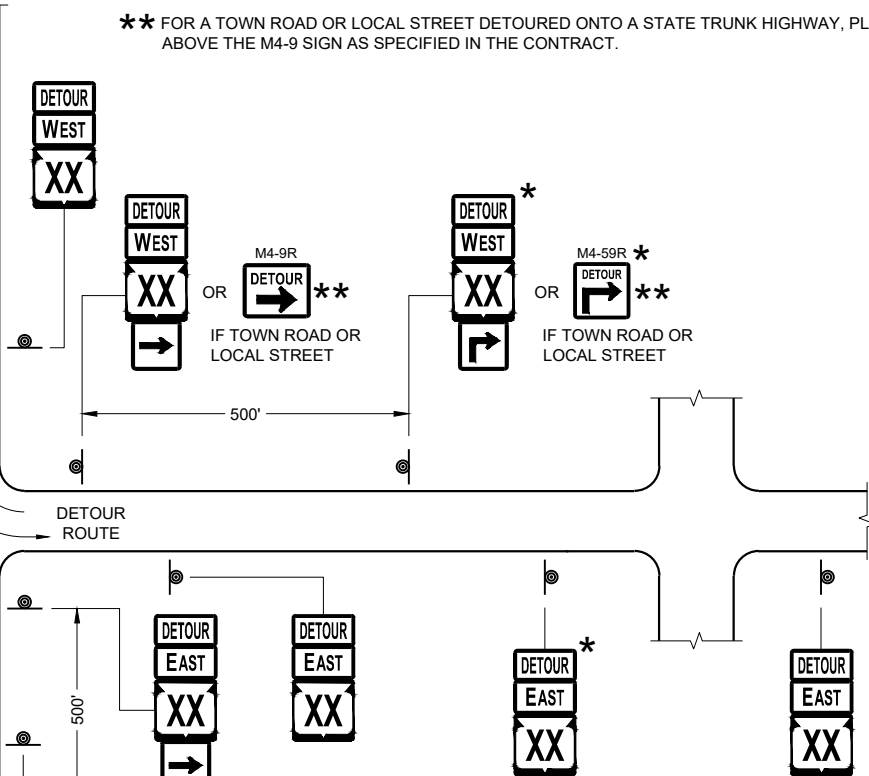 ** FOR A TOWN ROAD OR LOCAL STREET DETOURED ONTO A STATE TRUNK HIGHWAY, PL
ABOVE THE M4-9 SIGN AS SPECIFIED IN THE CONTRACT.
DETOUR
WEST
XX
DETOUR
WEST
XX
OR
M4-9R
DETOUR
**
IF TOWN ROAD OR
LOCAL STREET
DETOUR
*
WEST
XX
OR
M4-59R *
DETOUR
**
IF TOWN ROAD OR
LOCAL STREET
500'
DETOUR
ROUTE
500'
DETOUR
EAST
XX
DETOUR
EAST
XX
DETOUR
*
EAST
XX
DETOUR
EAST
XX